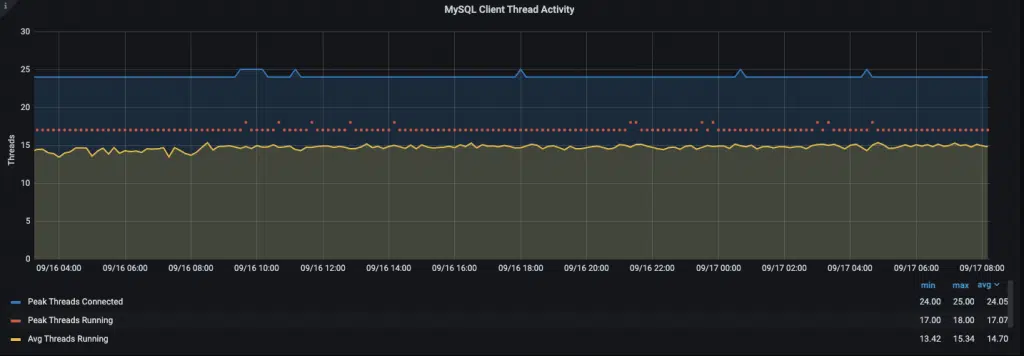 i
MySQL Client Thread Activity
30
25
20
15
10
5
0
Threads
09/16 04:00 09/16 06:00 09/16 08:00 09/16 10:00 09/16 12:00 09/16 14:00 09/16 16:00 09/16 18:00 09/16 20:00 09/16 22:00 09/17 00:00 09/17 02:00 09/17 04:00 09/17 06:00 09/17 08:00
min max avg
Peak Threads Connected 24.00 25.00 24.05
Peak Threads Running 17.00 18.00 17.07
Avg Threads Running 13.42 15.34 14.70